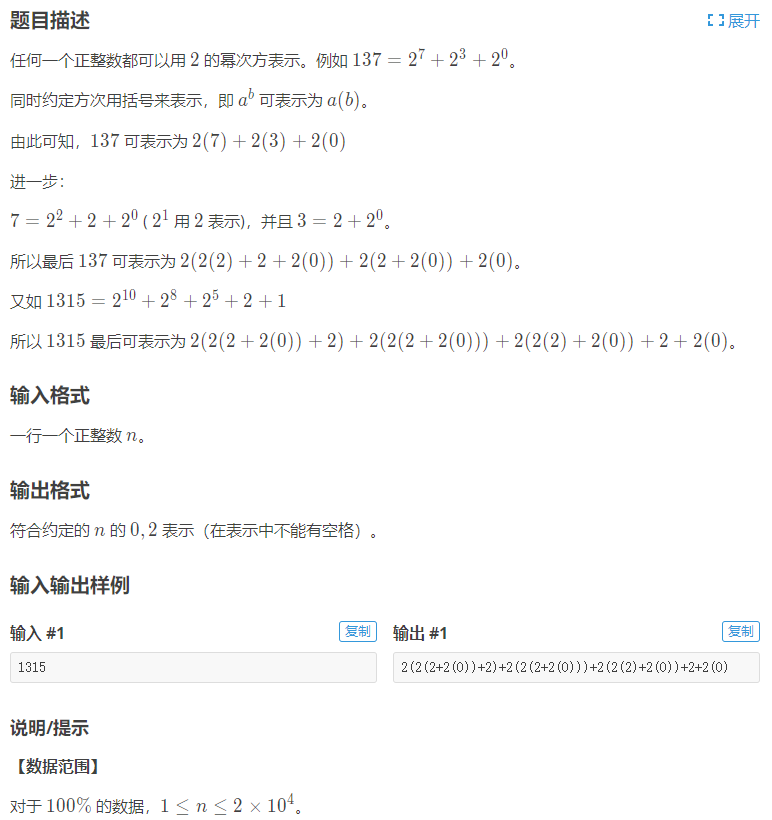 题目描述
展开
任何一个正整数都可以用 2 的幂次方表示。例如 137 = 2^7 + 2^3 + 2^0。
同时约定方次用括号来表示，即 a^b 可表示为 a(b)。
由此可知，137 可表示为 2(7) + 2(3) + 2(0)
进一步：
7 = 2^2 + 2 + 2^0 ( 2^1 用 2 表示)，并且 3 = 2 + 2^0。
所以最后 137 可表示为 2(2(2) + 2 + 2(0)) + 2(2 + 2(0)) + 2(0)。
又如 1315 = 2^10 + 2^8 + 2^5 + 2 + 1
所以 1315 最后可表示为 2(2(2 + 2(0)) + 2) + 2(2(2 + 2(0))) + 2(2(2) + 2(0)) + 2 + 2(0)。
输入格式
一行一个正整数 n。
输出格式
符合约定的 n 的 0, 2 表示（在表示中不能有空格）。
输入输出样例
输入 #1
复制
1315
输出 #1
复制
2(2(2+2(0))+2)+2(2(2+2(0)))+2(2(2)+2(0))+2+2(0)
说明/提示
【数据范围】
对于 100% 的数据，1 ≤ n ≤ 2 × 10^4。